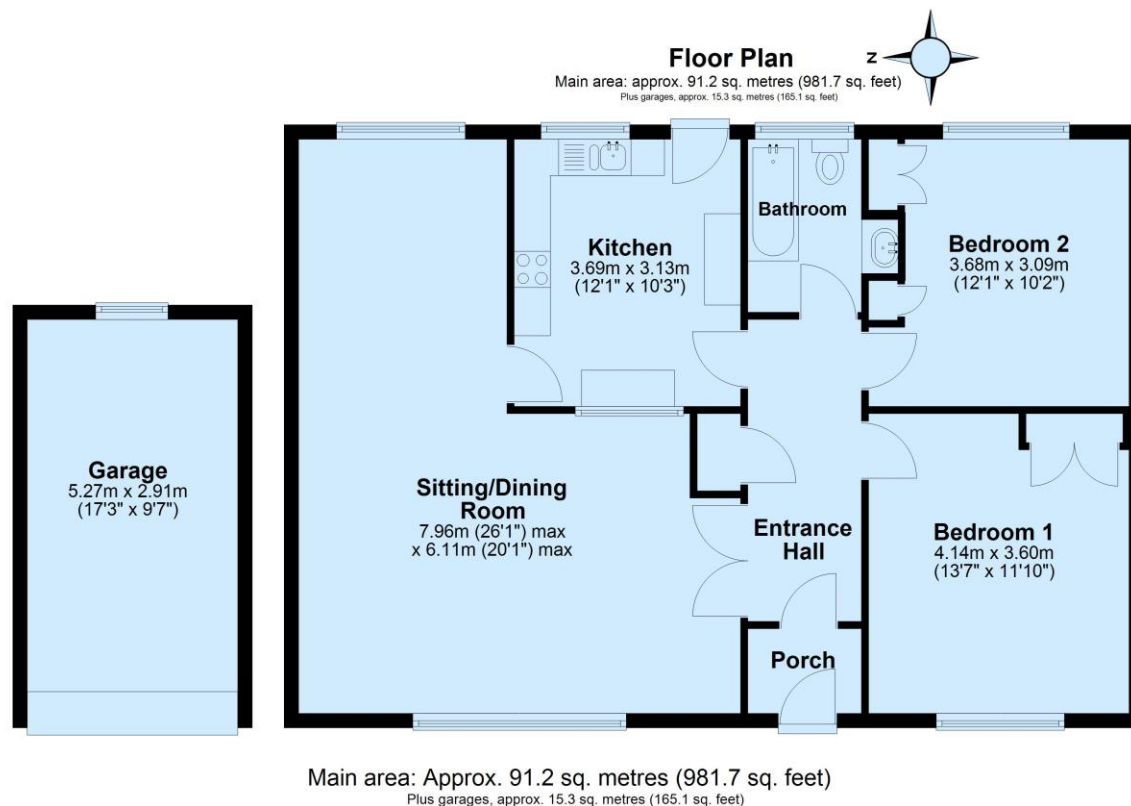 Floor Plan
Main area: approx. 91.2 sq. metres (981.7 sq. feet)
Plus garages, approx. 15.3 sq. metres (165.1 sq. feet)
N
Kitchen
3.69m x 3.13m
(12'1" x 10'3")
Bathroom
Bedroom 2
3.68m x 3.09m
(12'1" x 10'2")
Garage
5.27m x 2.91m
(17'3" x 9'7")
Sitting/Dining
Room
7.96m (26'1") max
x 6.11m (20'1") max
Entrance
Hall
Bedroom 1
4.14m x 3.60m
(13'7" x 11'10")
Porch
Main area: Approx. 91.2 sq. metres (981.7 sq. feet)
Plus garages, approx. 15.3 sq. metres (165.1 sq. feet)